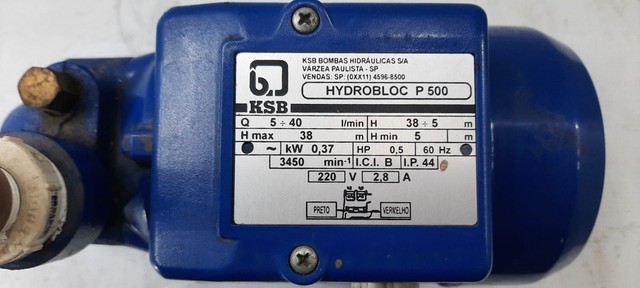 KSB BOMBAS HIDRÁULICAS S/A
VARZEA PAULISTA - SP
VENDAS: SP: (0XX11) 4596-8500
KSB
HYDROBLOC P 500
Q 5 ÷ 40 l/min H 38 ÷ 5 m
H max 38 m H min 5 m
~ kW 0,37 HP 0,5 60 Hz
3450 min-1 I.C.I. B I.P. 44
220 V 2,8 A
PRETO VERMELHO